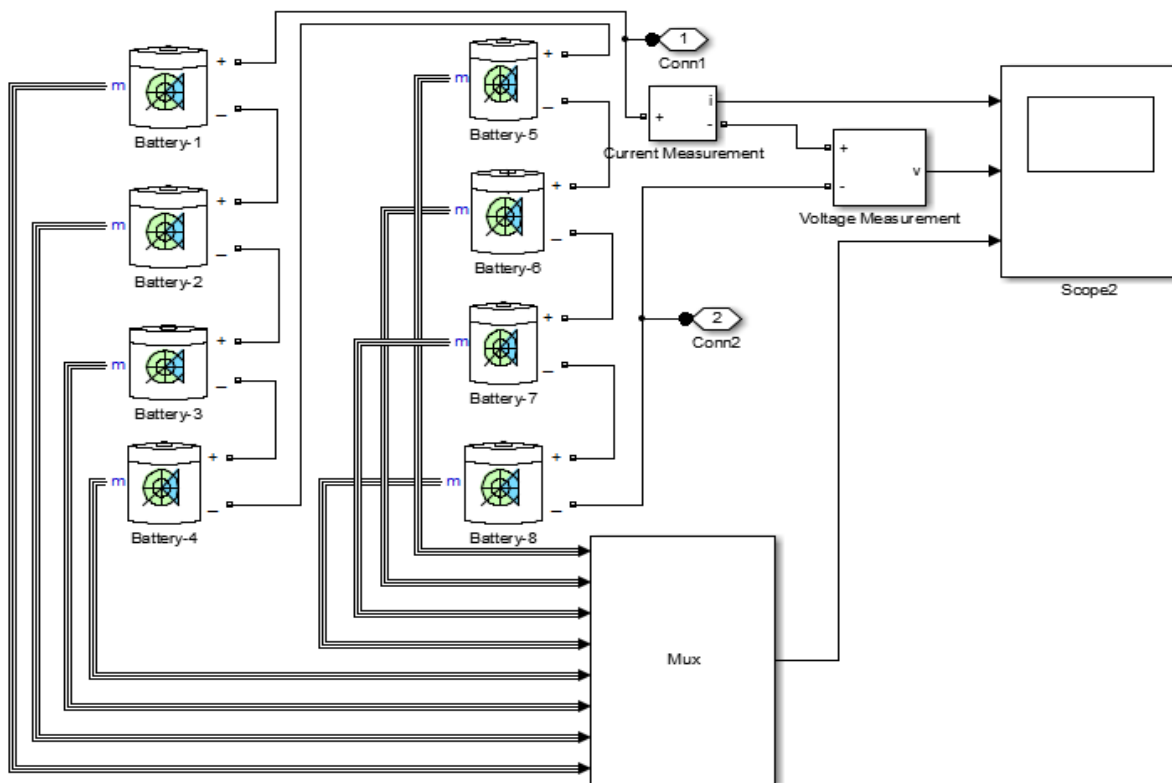 +
m
−
Battery-1
+
m
−
Battery-2
+
m
−
Battery-3
+
m
−
Battery-4
+
m
−
Battery-5
+
m
−
Battery-6
+
m
−
Battery-7
+
m
−
Battery-8
1
Conn1
i
+
-
Current Measurement
+
v
-
Voltage Measurement
Scope2
2
Conn2
Mux